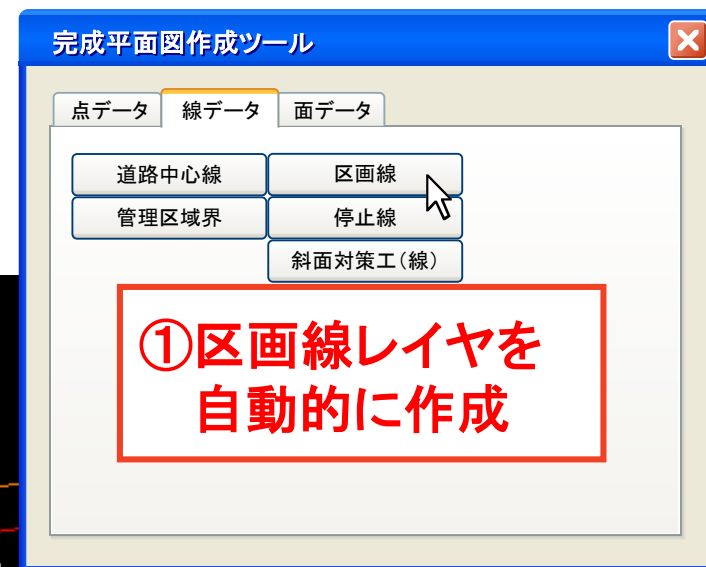 完成平面図作成ツール
点データ 線データ 面データ
道路中心線 区画線
管理区域界 停止線
斜面対策工(線)
①区画線レイヤを
自動的に作成